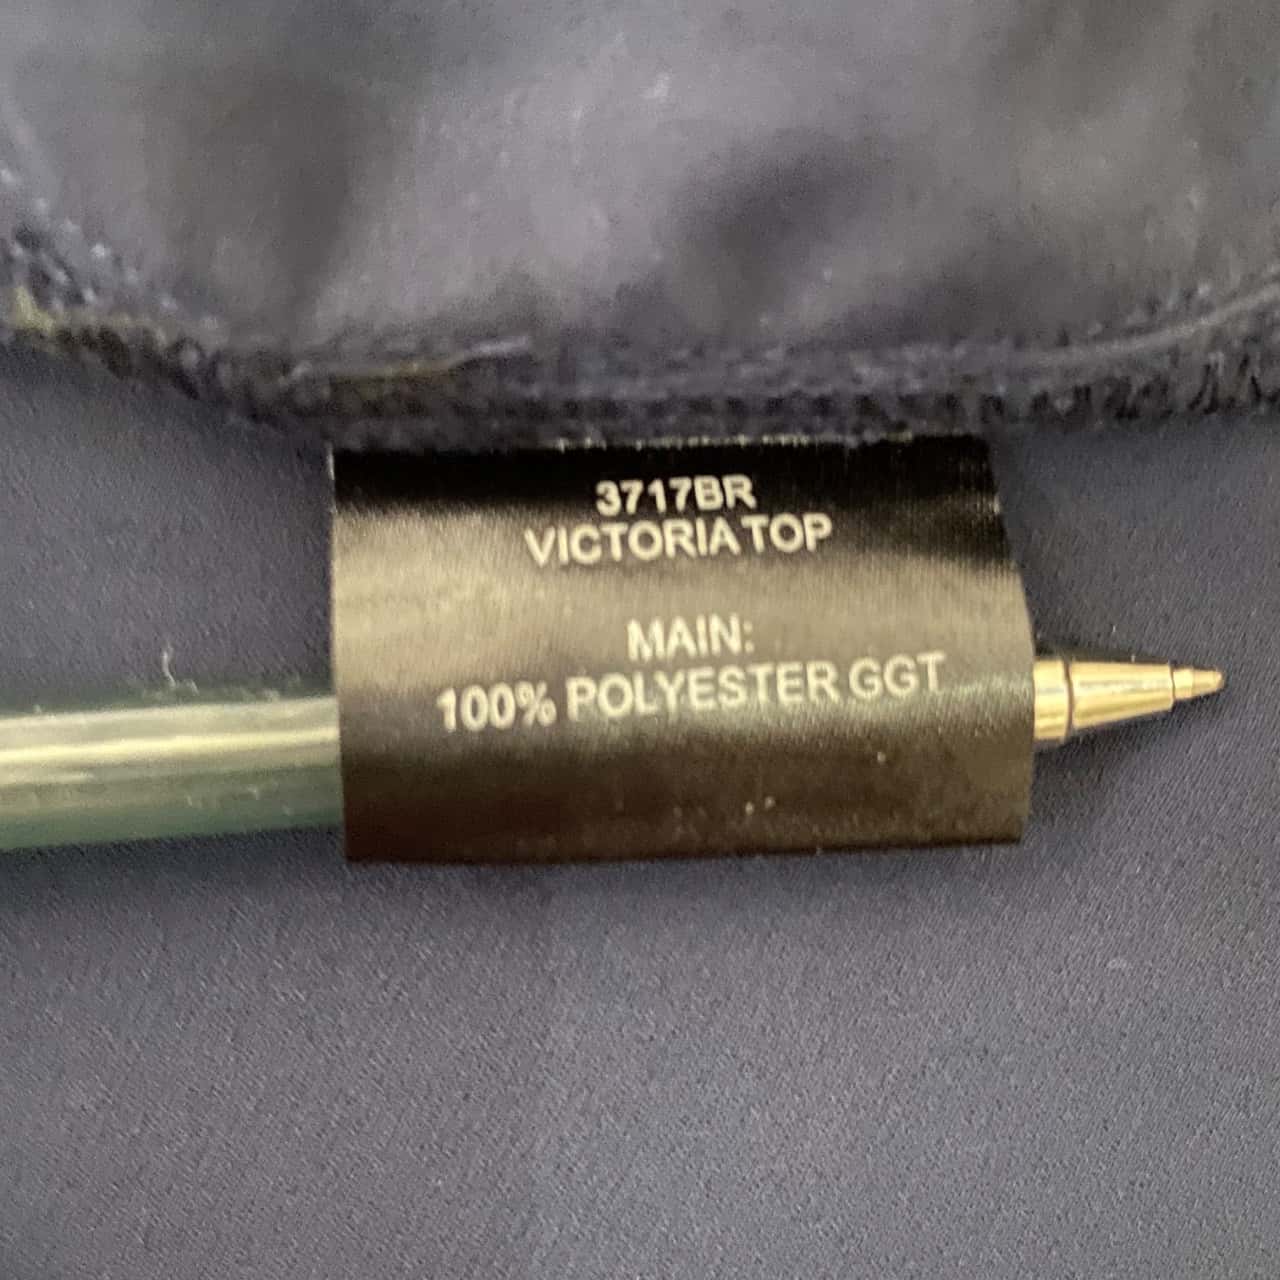 3717BR
VICTORIA TOP
MAIN:
100% POLYESTER GGT